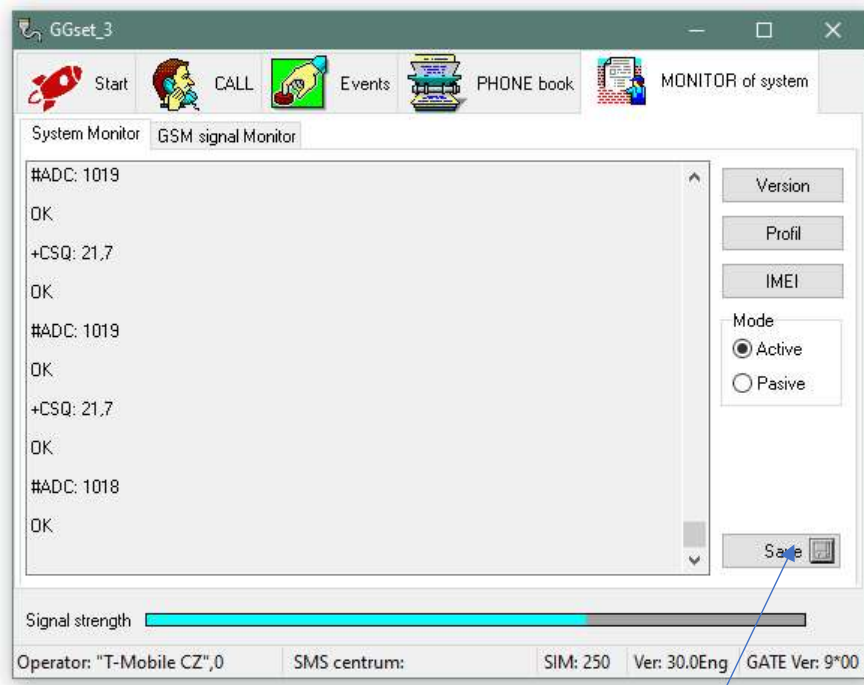 GGset_3
Start CALL Events PHONE book MONITOR of system
System Monitor GSM signal Monitor
#ADC: 1019
OK
+CSQ: 21,7
OK
#ADC: 1019
OK
+CSQ: 21,7
OK
#ADC: 1018
OK
Version
Profil
IMEI
Mode
Active
Pasive
Save
Signal strength
Operator: "T-Mobile CZ",0 SMS centrum: SIM: 250 Ver: 30.0Eng GATE Ver: 9*00